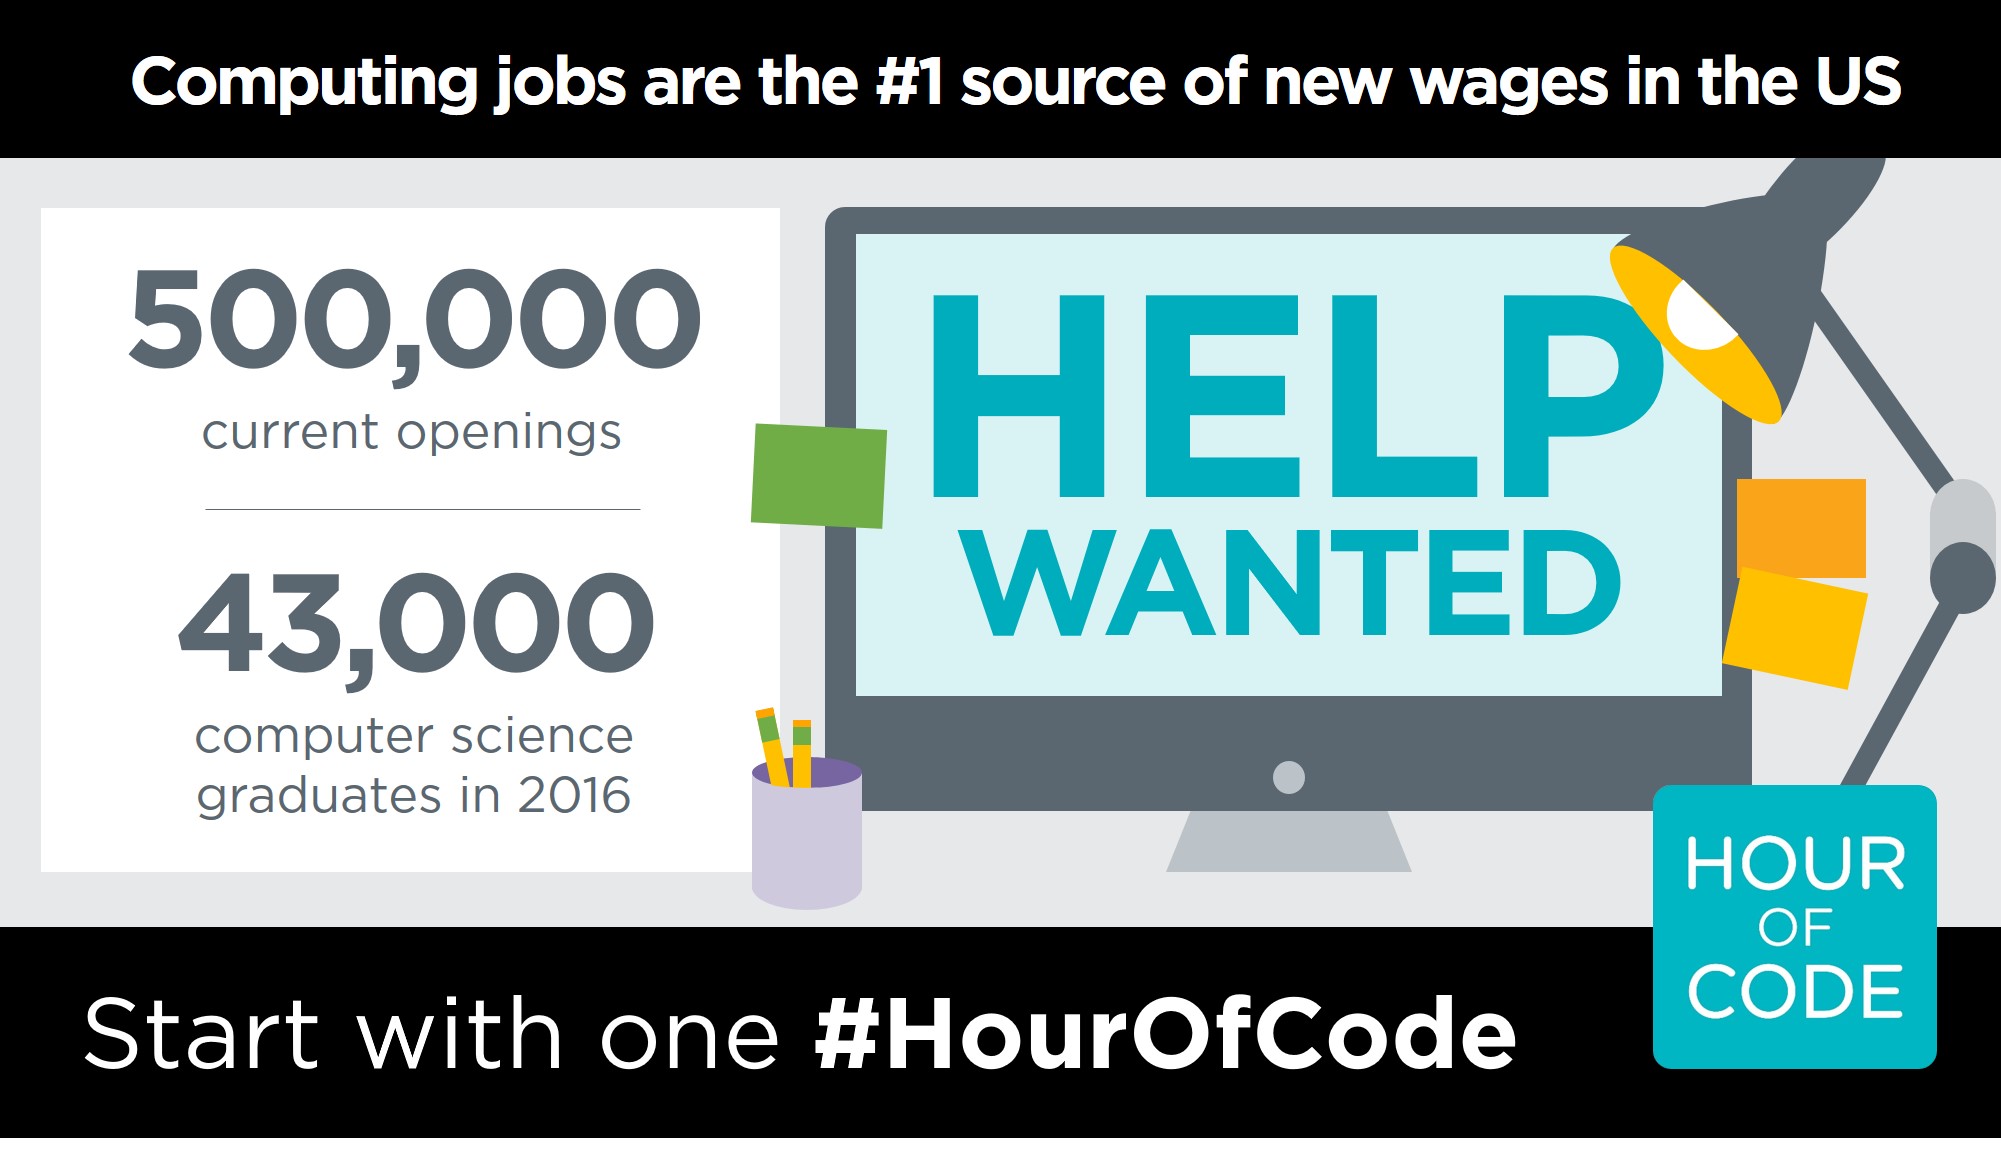 Computing jobs are the #1 source of new wages in the US
500,000
current openings
43,000
computer science
graduates in 2016
HELP
WANTED
Start with one #HourOfCode
HOUR
OF
CODE